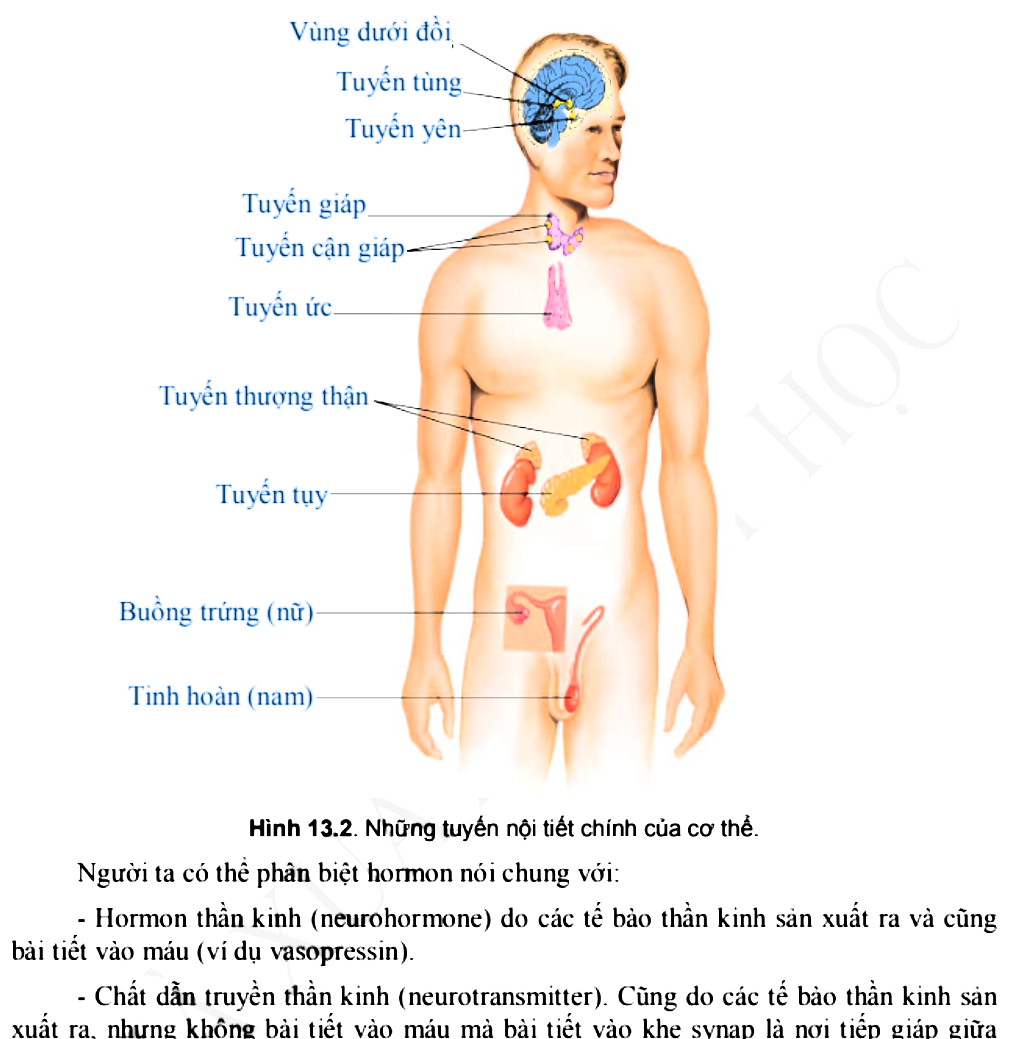 Vùng dưới đồi
Tuyến tùng
Tuyến yên
Tuyến giáp
Tuyến cận giáp
Tuyến ức
Tuyến thượng thận
Tuyến tụy
Buồng trứng (nữ)
Tinh hoàn (nam)
Hình 13.2. Những tuyến nội tiết chính của cơ thể.
Người ta có thể phân biệt hormon nói chung với:
- Hormon thần kinh (neurohormone) do các tế bào thần kinh sản xuất ra và cũng
bài tiết vào máu (ví dụ vasopressin).
- Chất dẫn truyền thần kinh (neurotransmitter). Cũng do các tế bào thần kinh sản
xuất ra, nhưng không bài tiết vào máu mà bài tiết vào khe synap là nơi tiếp giáp giữa
HỌC